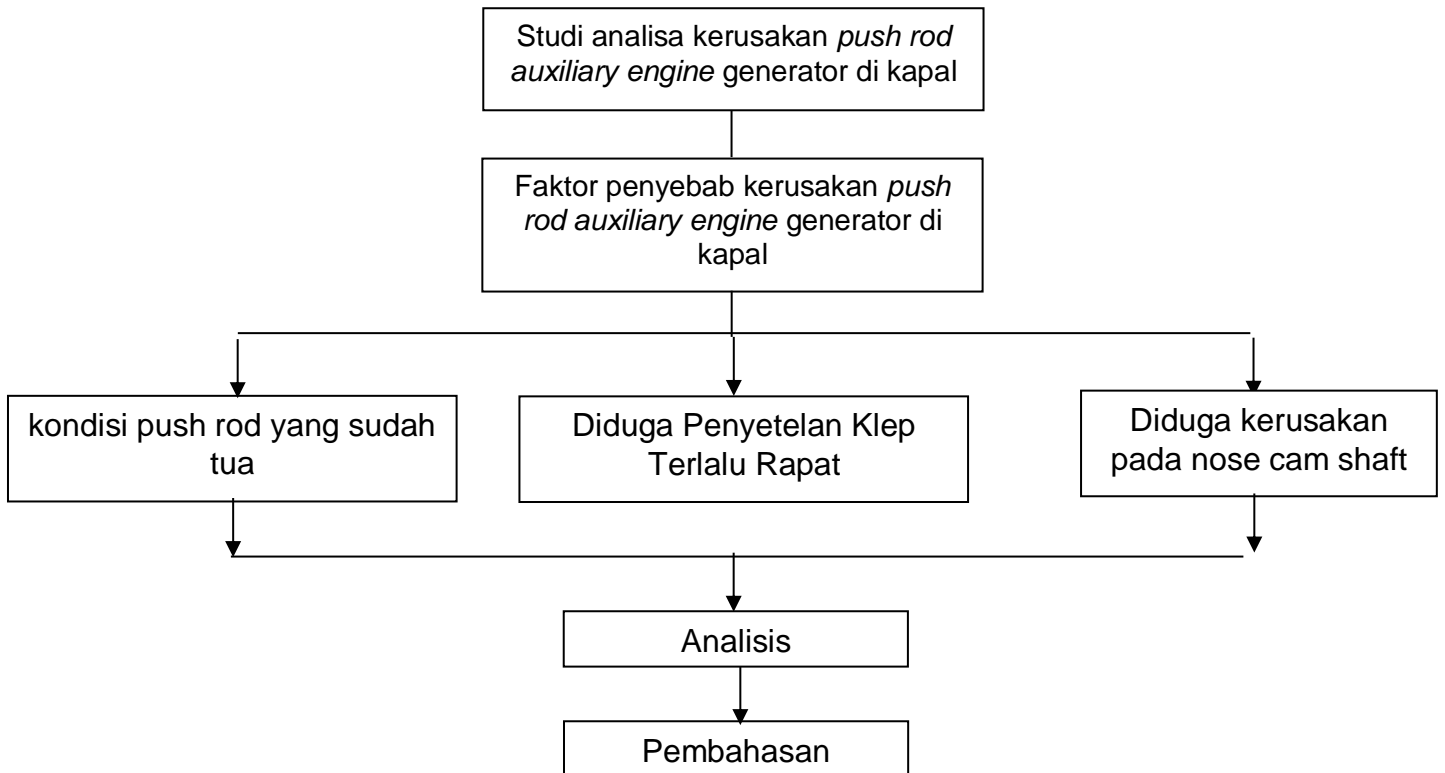 Studi analisa kerusakan push rod
auxiliary engine generator di kapal
Faktor penyebab kerusakan push
rod auxiliary engine generator di
kapal
kondisi push rod yang sudah
tua
Diduga Penyetelan Klep
Terlalu Rapat
Diduga kerusakan
pada nose cam shaft
Analisis
Pembahasan